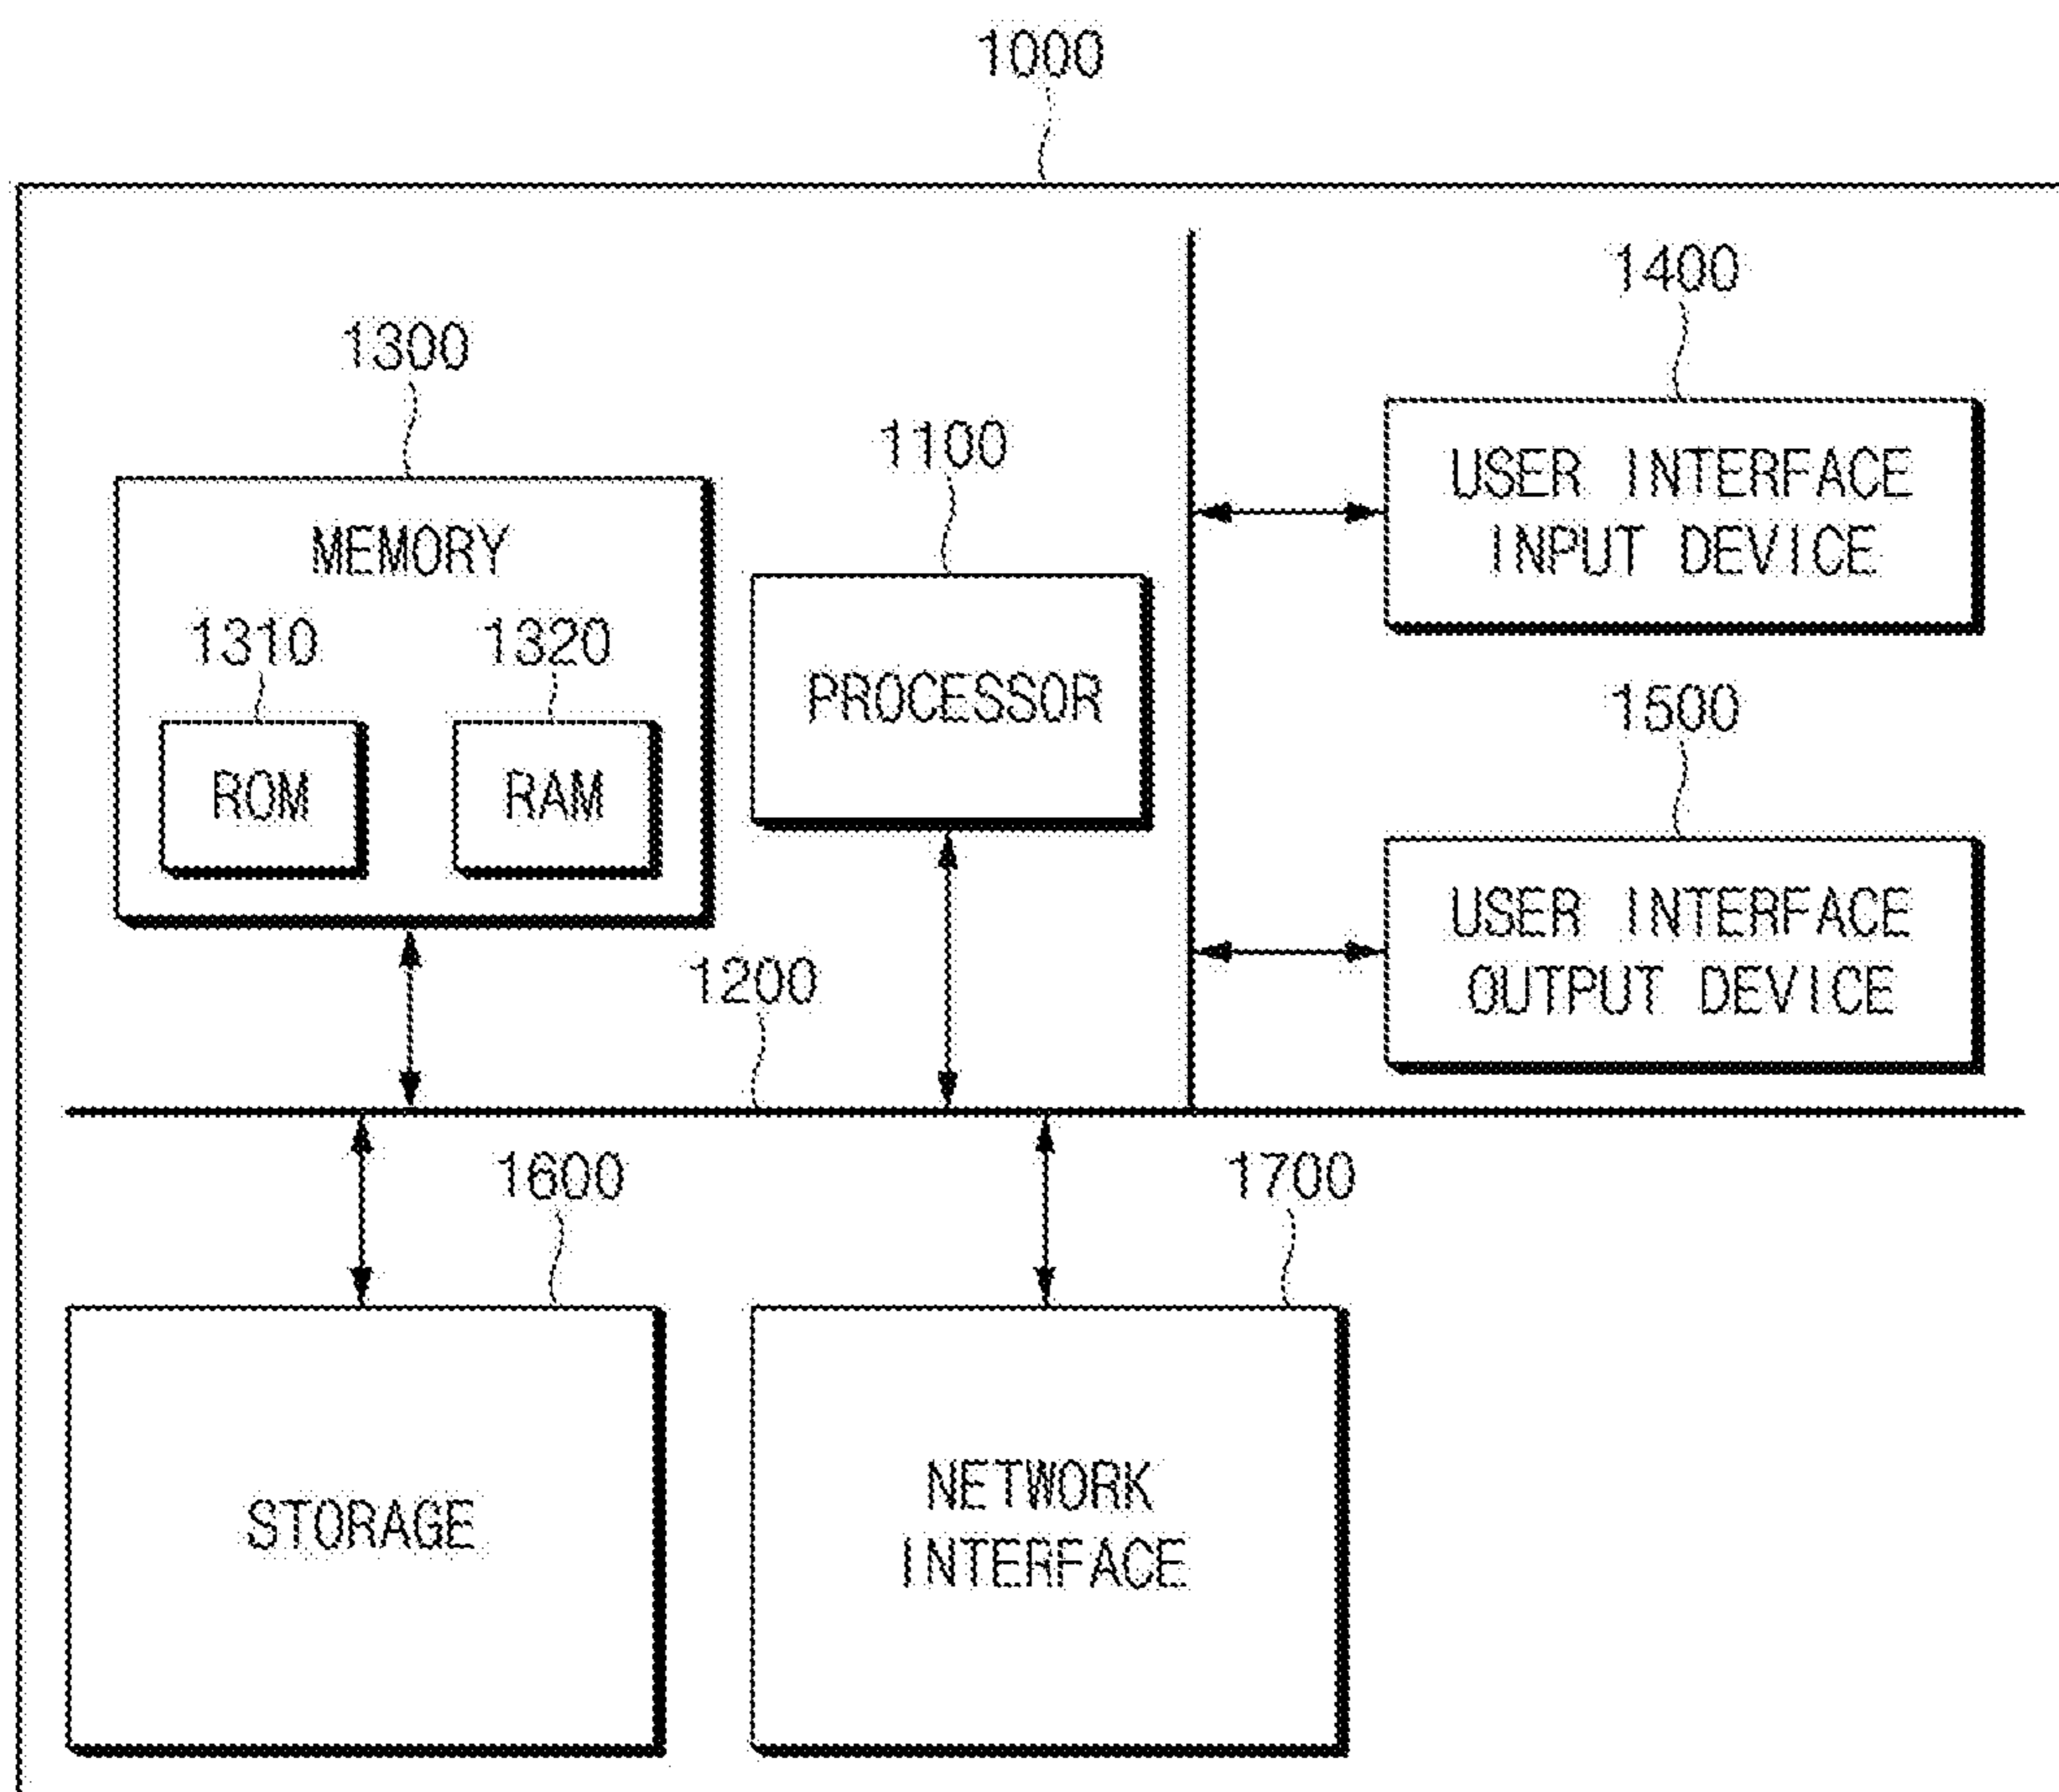 1000
1300
MEMORY
1310
1320
ROM
RAM
1100
PROCESSOR
1400
USER INTERFACE
INPUT DEVICE
1500
USER INTERFACE
OUTPUT DEVICE
1200
1600
STORAGE
1700
NETWORK
INTERFACE